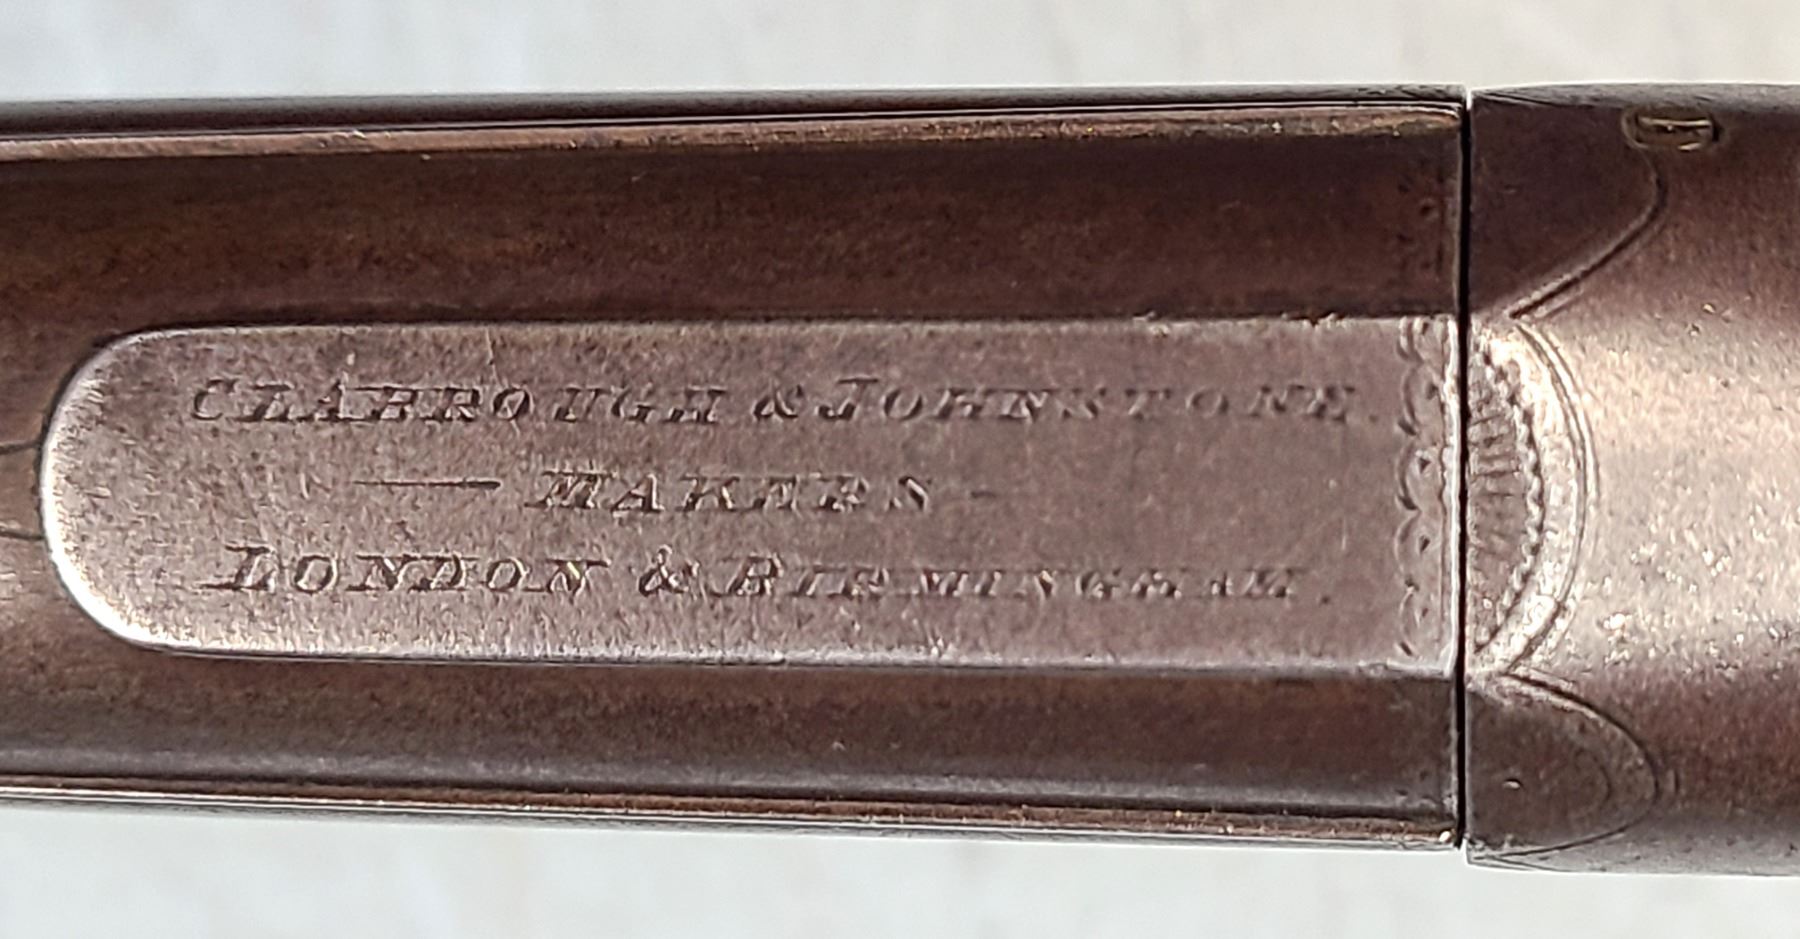 CLABROUGH & JOHNSTONE.
— MAKERS —
LONDON & BIRMINGHAM.